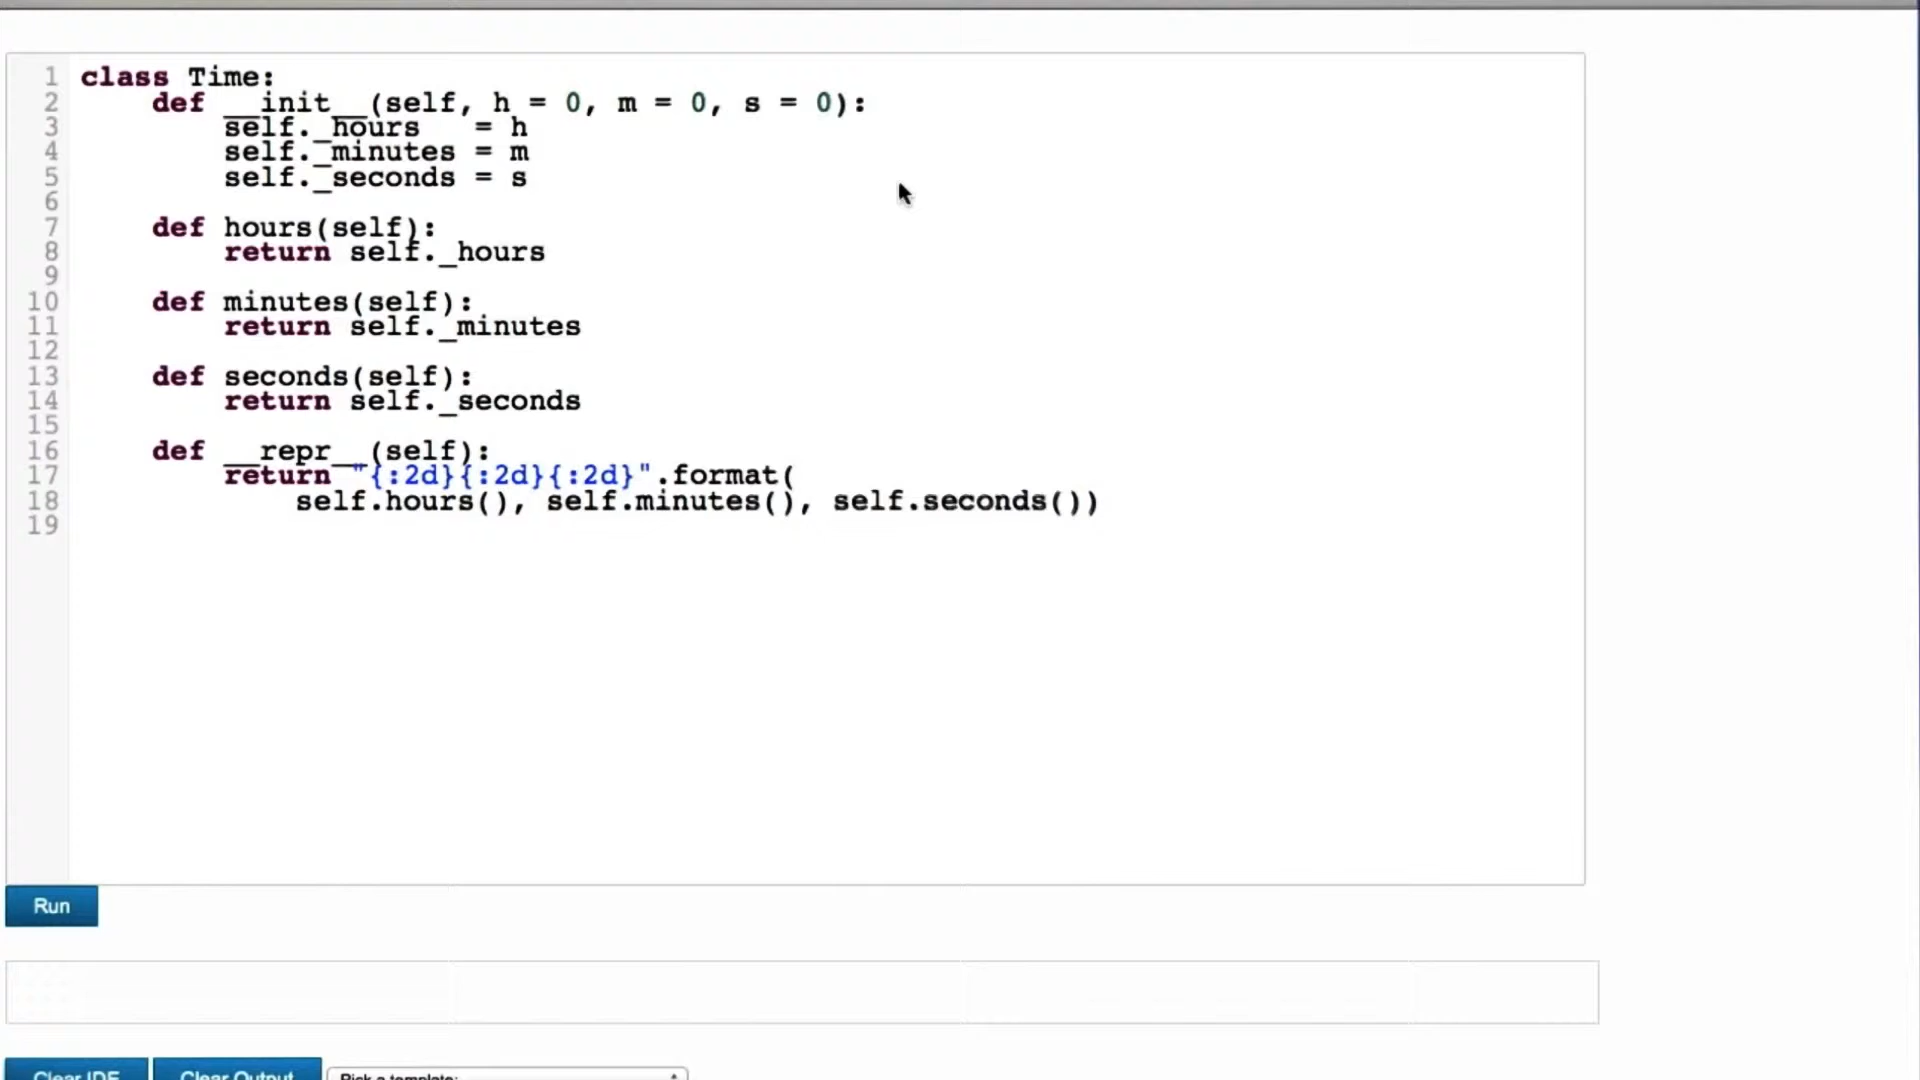 1 class Time:
2 def __init__(self, h = 0, m = 0, s = 0):
3 self._hours = h
4 self._minutes = m
5 self._seconds = s
6
7 def hours(self):
8 return self._hours
9
10 def minutes(self):
11 return self._minutes
12
13 def seconds(self):
14 return self._seconds
15
16 def __repr__(self):
17 return "{:2d}{:2d}{:2d}".format(
18 self.hours(), self.minutes(), self.seconds())
19
Run
Clear IDE Clear Output Pick a template: